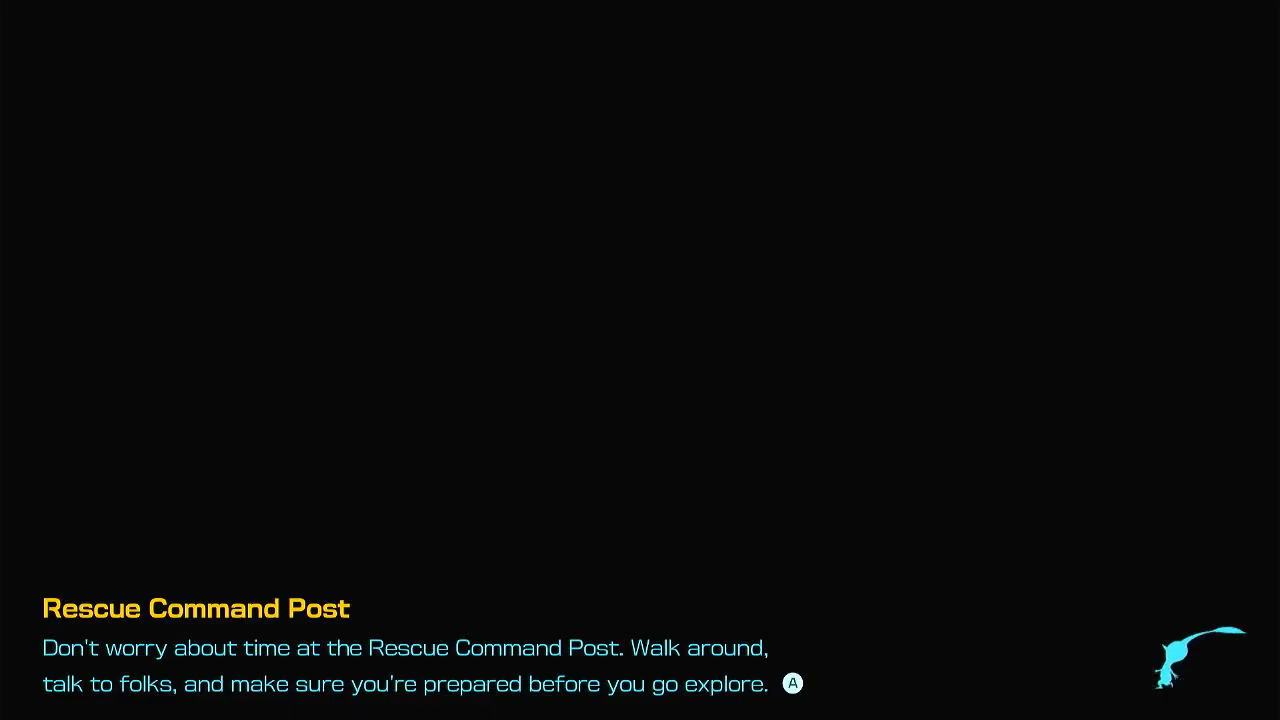 Rescue Command Post
Don't worry about time at the Rescue Command Post. Walk around,
talk to folks, and make sure you're prepared before you go explore. A